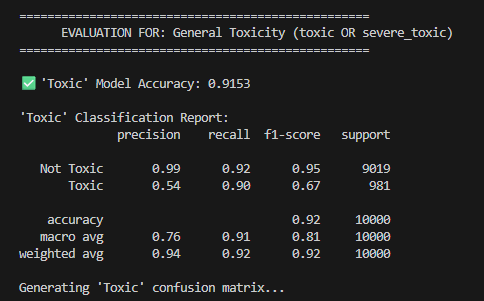 ==================================================
EVALUATION FOR: General Toxicity (toxic OR severe_toxic)
==================================================
✅ 'Toxic' Model Accuracy: 0.9153
'Toxic' Classification Report:
precision recall f1-score support
Not Toxic 0.99 0.92 0.95 9019
Toxic 0.54 0.90 0.67 981
accuracy 0.92 10000
macro avg 0.76 0.91 0.81 10000
weighted avg 0.94 0.92 0.92 10000
Generating 'Toxic' confusion matrix...